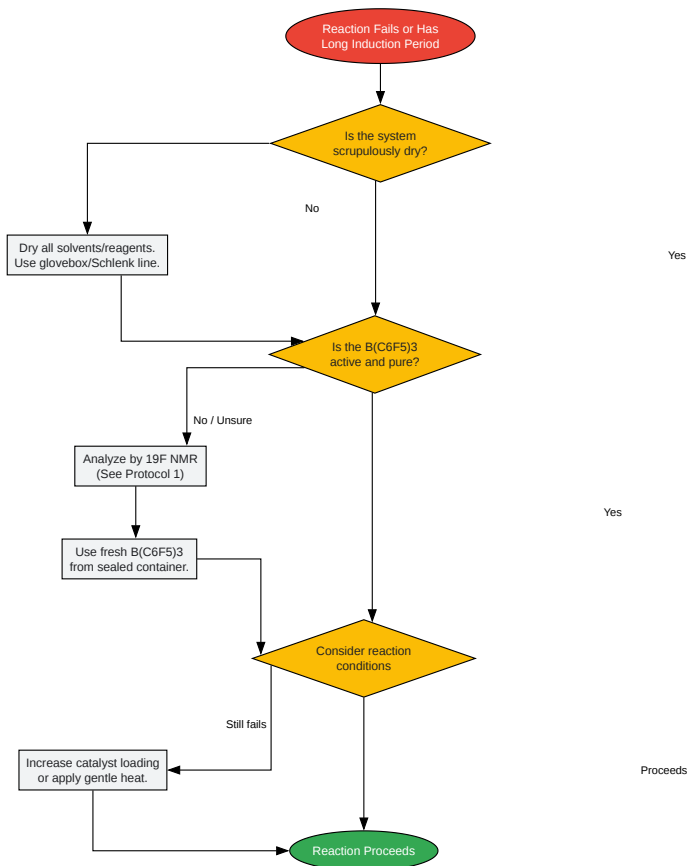 Reaction Fails or Has
Long Induction Period
Is the system
scrupulously dry?
No
Yes
Dry all solvents/reagents.
Use glovebox/Schlenk line.
Is the B(C6F5)3
active and pure?
No / Unsure
Analyze by 19F NMR
(See Protocol 1)
Yes
Use fresh B(C6F5)3
from sealed container.
Consider reaction
conditions
Still fails
Increase catalyst loading
or apply gentle heat.
Proceeds
Reaction Proceeds